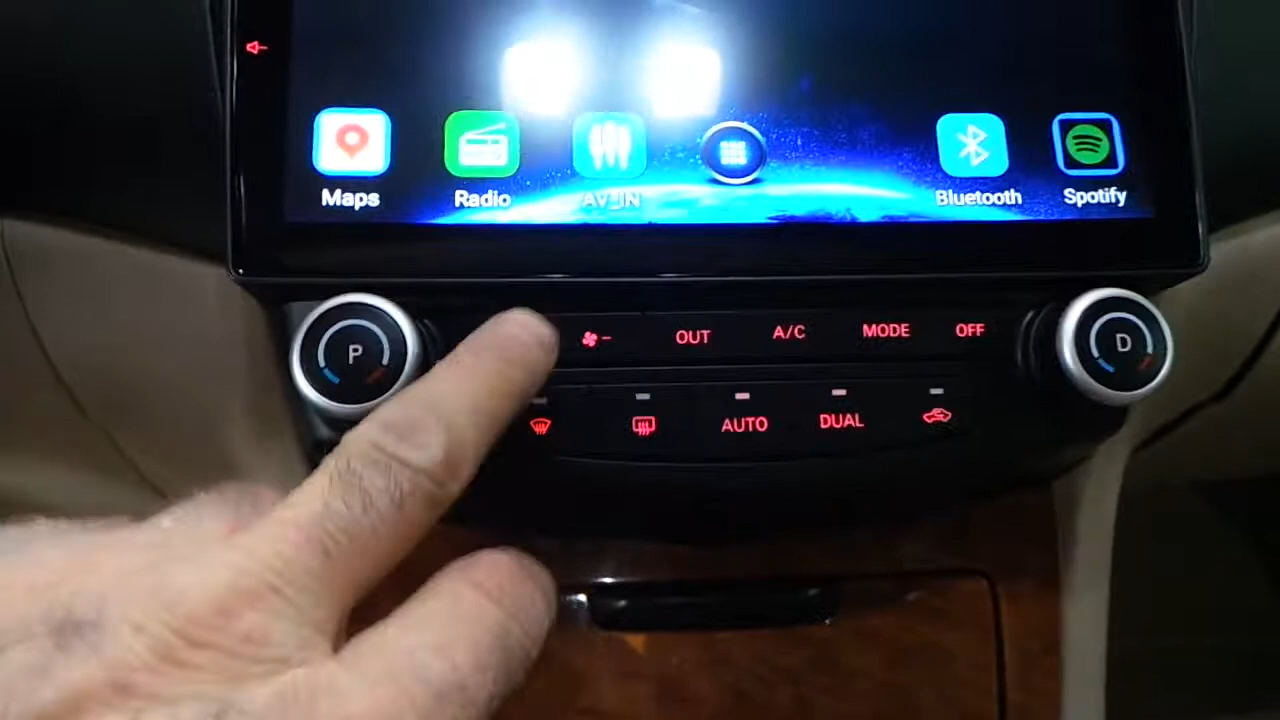 Maps
Radio
AV_IN
Bluetooth
Spotify
P
OUT
A/C
MODE
OFF
D
AUTO
DUAL